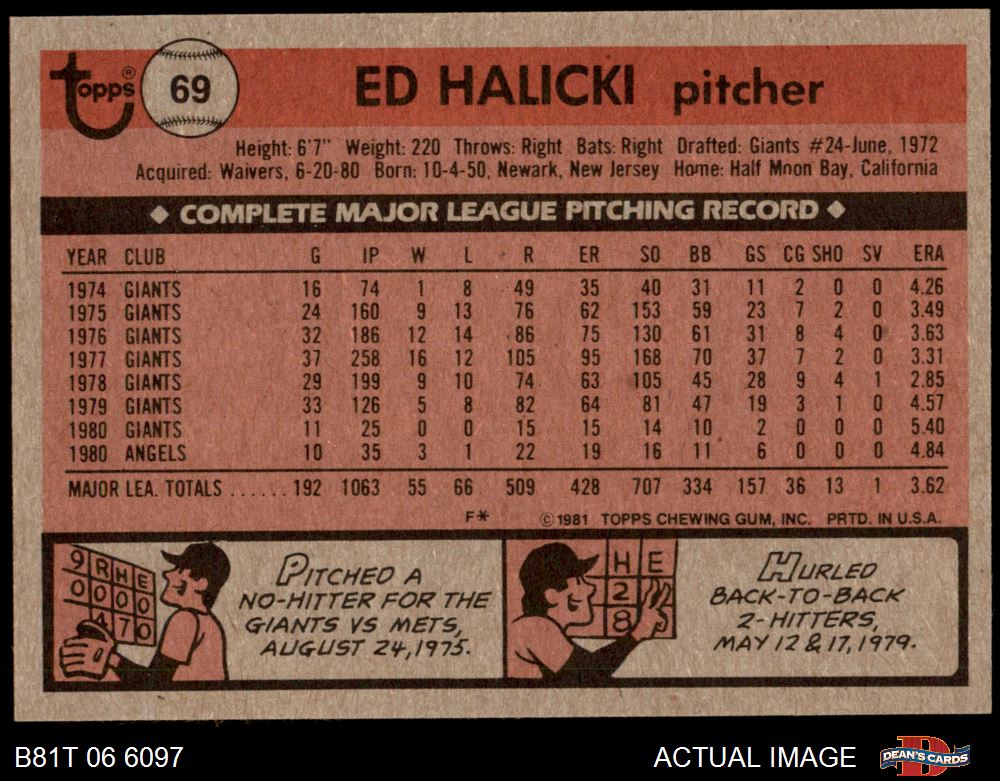 Topps® 69 ED HALICKI pitcher
Height: 6'7" Weight: 220 Throws: Right Bats: Right Drafted: Giants #24-June, 1972
Acquired: Waivers, 6-20-80 Born: 10-4-50, Newark, New Jersey Home: Half Moon Bay, California
◆ COMPLETE MAJOR LEAGUE PITCHING RECORD ◆
YEAR CLUB G IP W L R ER SO BB GS CG SHO SV ERA
1974 GIANTS 16 74 1 8 49 35 40 31 11 2 0 0 4.26
1975 GIANTS 24 160 9 13 76 62 153 59 23 7 2 0 3.49
1976 GIANTS 32 186 12 14 86 75 130 61 31 8 4 0 3.63
1977 GIANTS 37 258 16 12 105 95 168 70 37 7 2 0 3.31
1978 GIANTS 29 199 9 10 74 63 105 45 28 9 4 1 2.85
1979 GIANTS 33 126 5 8 82 64 81 47 19 3 1 0 4.57
1980 GIANTS 11 25 0 0 15 15 14 10 2 0 0 0 5.40
1980 ANGELS 10 35 3 1 22 19 16 11 6 0 0 0 4.84
MAJOR LEA. TOTALS ...... 192 1063 55 66 509 428 707 334 157 36 13 1 3.62
F* ©1981 TOPPS CHEWING GUM, INC. PRTD. IN U.S.A.
9 R H E
0 0 0 0
4 7 0
PITCHED A
NO-HITTER FOR THE
GIANTS VS METS,
AUGUST 24, 1975.
H E
2
8
HURLED
BACK-TO-BACK
2-HITTERS,
MAY 12 & 17, 1979.
B81T 06 6097 ACTUAL IMAGE DEAN'S CARDS